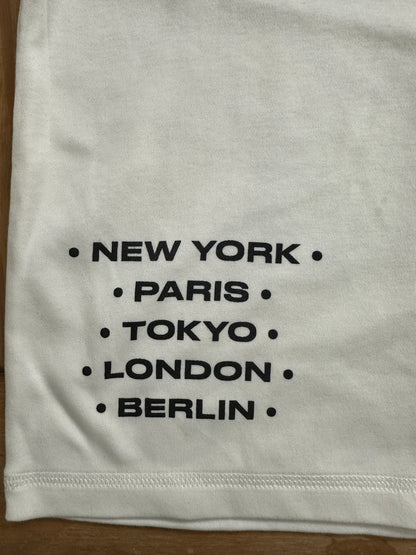 • NEW YORK •
• PARIS •
• TOKYO •
• LONDON •
• BERLIN •